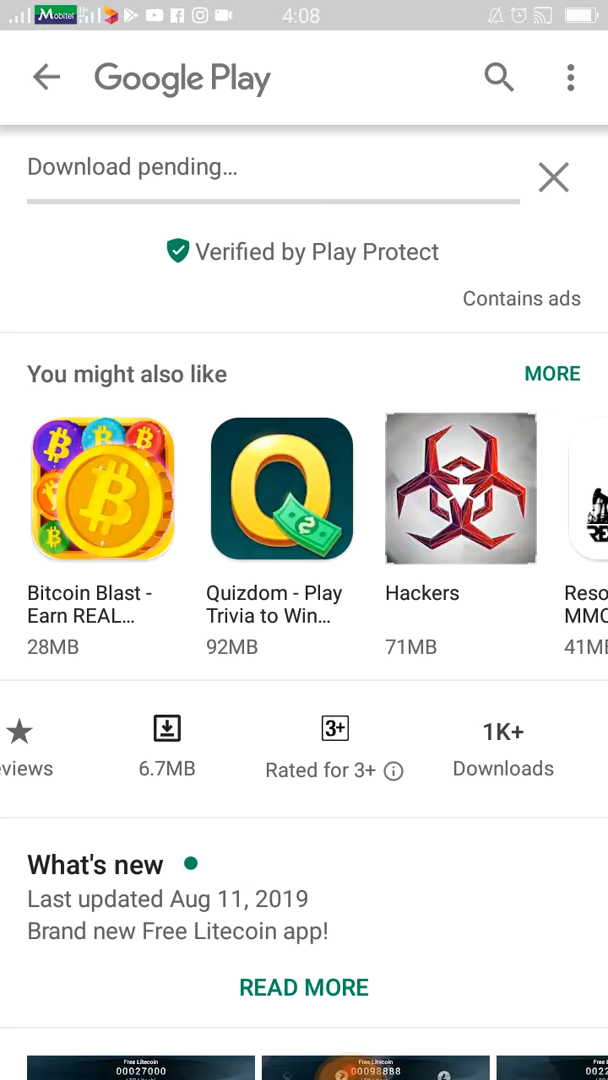 Mobitel
4:08
Google Play
Download pending...
Verified by Play Protect
Contains ads
You might also like
MORE
Bitcoin Blast -
Earn REAL...
28MB
Quizdom - Play
Trivia to Win...
92MB
Hackers
71MB
Reso
MMO
41MB
eviews
6.7MB
3+
Rated for 3+
1K+
Downloads
What's new
Last updated Aug 11, 2019
Brand new Free Litecoin app!
READ MORE
Free Litecoin
00027000
Free Litecoin
00098888
0022